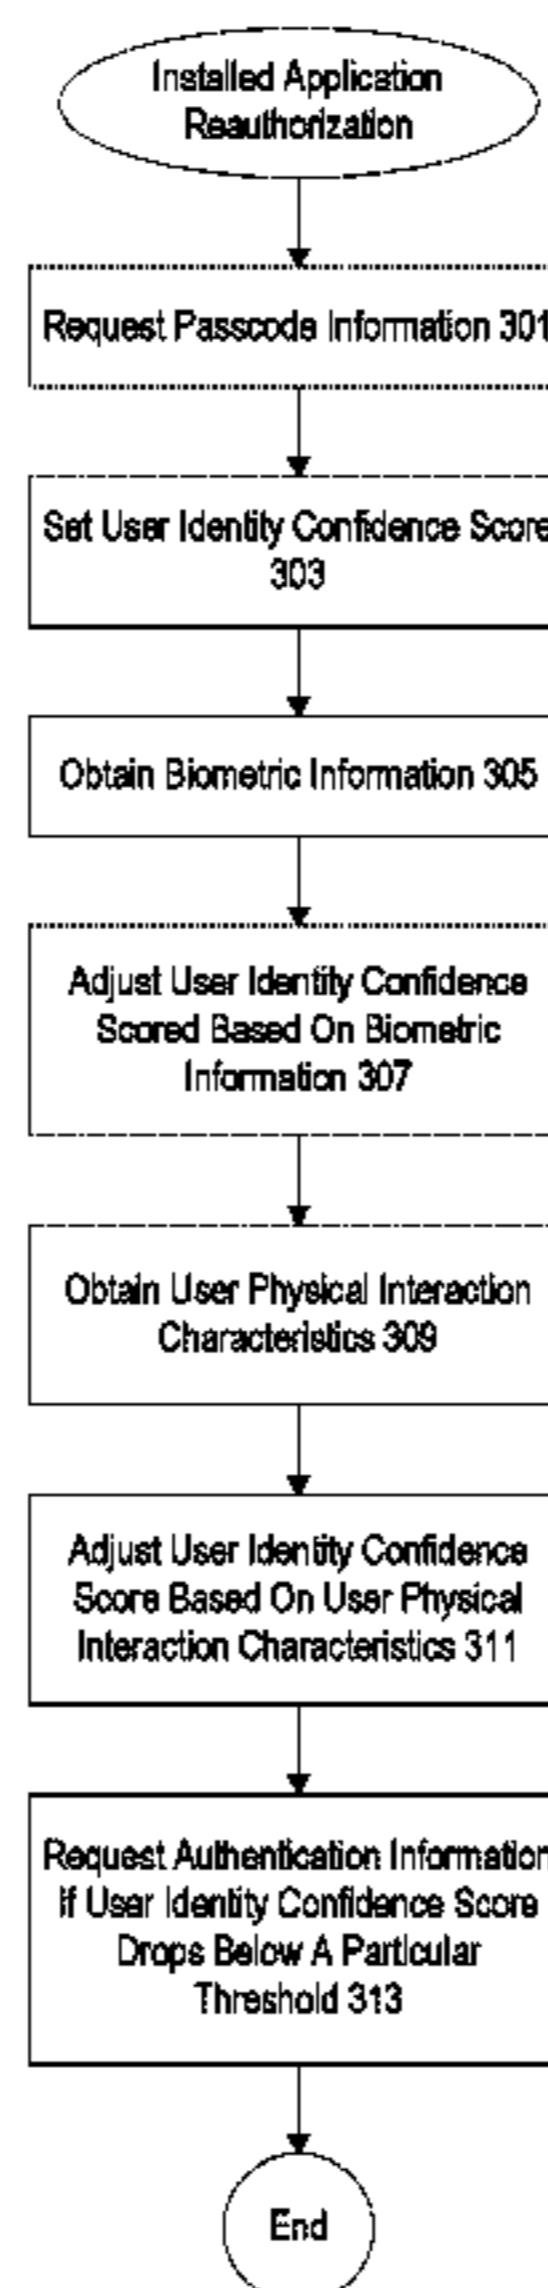 Installed Application
Reauthorization
Request Passcode Information 301
Set User Identity Confidence Score
303
Obtain Biometric Information 305
Adjust User Identity Confidence
Scored Based On Biometric
Information 307
Obtain User Physical Interaction
Characteristics 309
Adjust User Identity Confidence
Score Based On User Physical
Interaction Characteristics 311
Request Authentication Information
If User Identity Confidence Score
Drops Below A Particular
Threshold 313
End